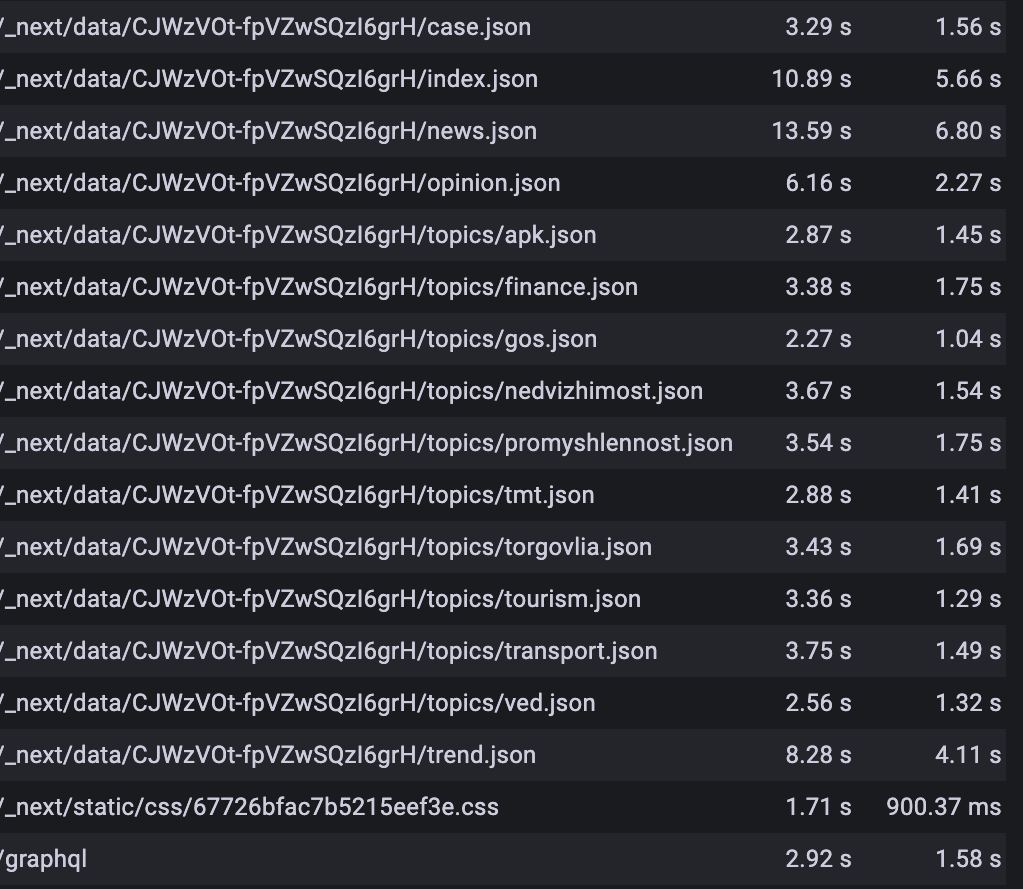 /_next/data/CJWzVOt-fpVZwSQzI6grH/case.json 3.29 s 1.56 s
/_next/data/CJWzVOt-fpVZwSQzI6grH/index.json 10.89 s 5.66 s
/_next/data/CJWzVOt-fpVZwSQzI6grH/news.json 13.59 s 6.80 s
/_next/data/CJWzVOt-fpVZwSQzI6grH/opinion.json 6.16 s 2.27 s
/_next/data/CJWzVOt-fpVZwSQzI6grH/topics/apk.json 2.87 s 1.45 s
/_next/data/CJWzVOt-fpVZwSQzI6grH/topics/finance.json 3.38 s 1.75 s
/_next/data/CJWzVOt-fpVZwSQzI6grH/topics/gos.json 2.27 s 1.04 s
/_next/data/CJWzVOt-fpVZwSQzI6grH/topics/nedvizhimost.json 3.67 s 1.54 s
/_next/data/CJWzVOt-fpVZwSQzI6grH/topics/promyshlennost.json 3.54 s 1.75 s
/_next/data/CJWzVOt-fpVZwSQzI6grH/topics/tmt.json 2.88 s 1.41 s
/_next/data/CJWzVOt-fpVZwSQzI6grH/topics/torgovlia.json 3.43 s 1.69 s
/_next/data/CJWzVOt-fpVZwSQzI6grH/topics/tourism.json 3.36 s 1.29 s
/_next/data/CJWzVOt-fpVZwSQzI6grH/topics/transport.json 3.75 s 1.49 s
/_next/data/CJWzVOt-fpVZwSQzI6grH/topics/ved.json 2.56 s 1.32 s
/_next/data/CJWzVOt-fpVZwSQzI6grH/trend.json 8.28 s 4.11 s
/_next/static/css/67726bfac7b5215eef3e.css 1.71 s 900.37 ms
/graphql 2.92 s 1.58 s